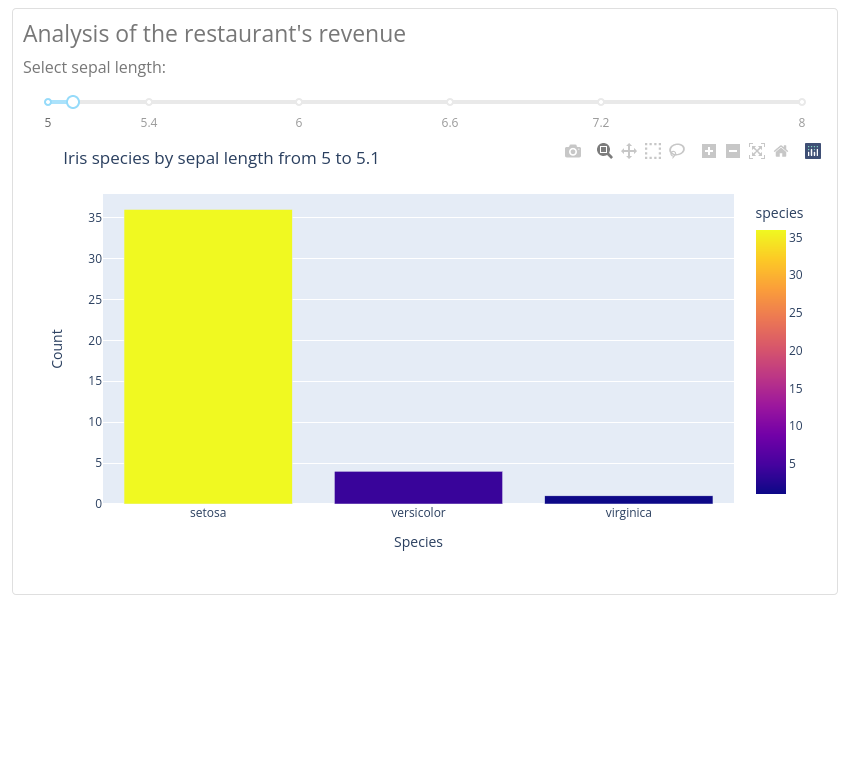 Analysis of the restaurant's revenue
Select sepal length:
5 5.4 6 6.6 7.2 8
Iris species by sepal length from 5 to 5.1
species
35
30
25
20
15
10
5
0
Count
setosa versicolor virginica
Species
35
30
25
20
15
10
5